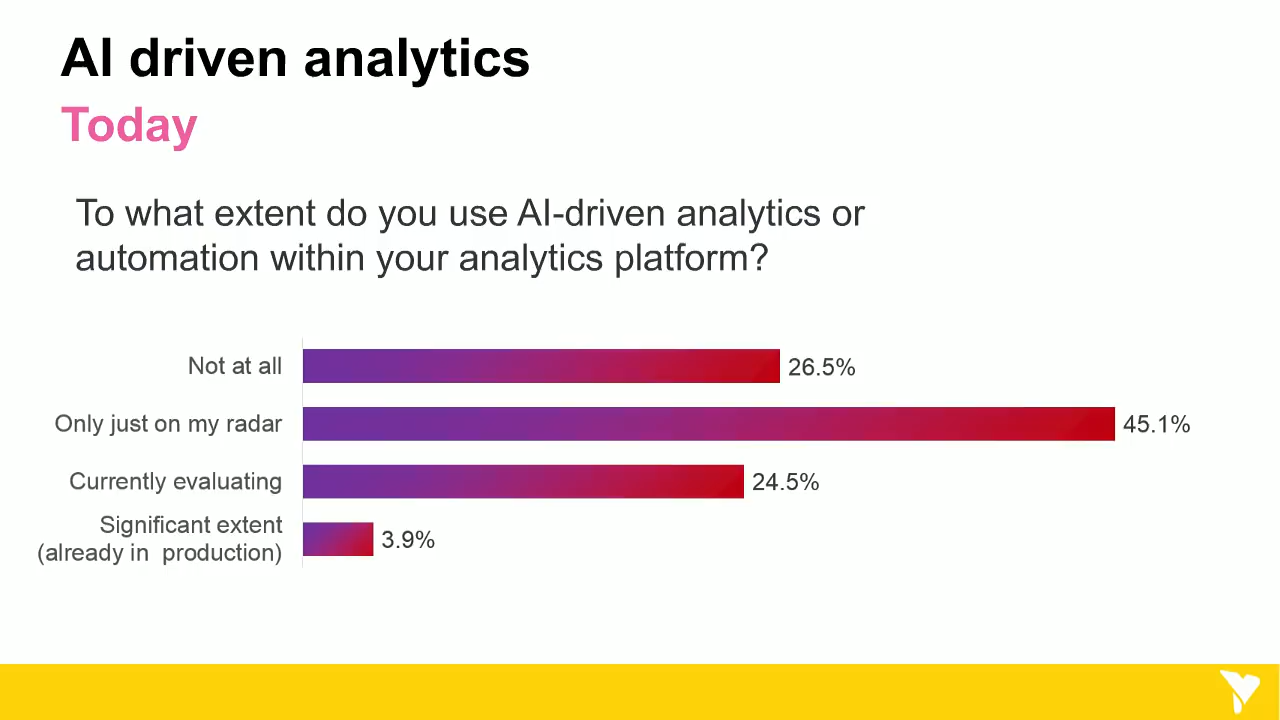 AI driven analytics
Today
To what extent do you use AI-driven analytics or
automation within your analytics platform?
Not at all 26.5%
Only just on my radar 45.1%
Currently evaluating 24.5%
Significant extent
(already in production) 3.9%